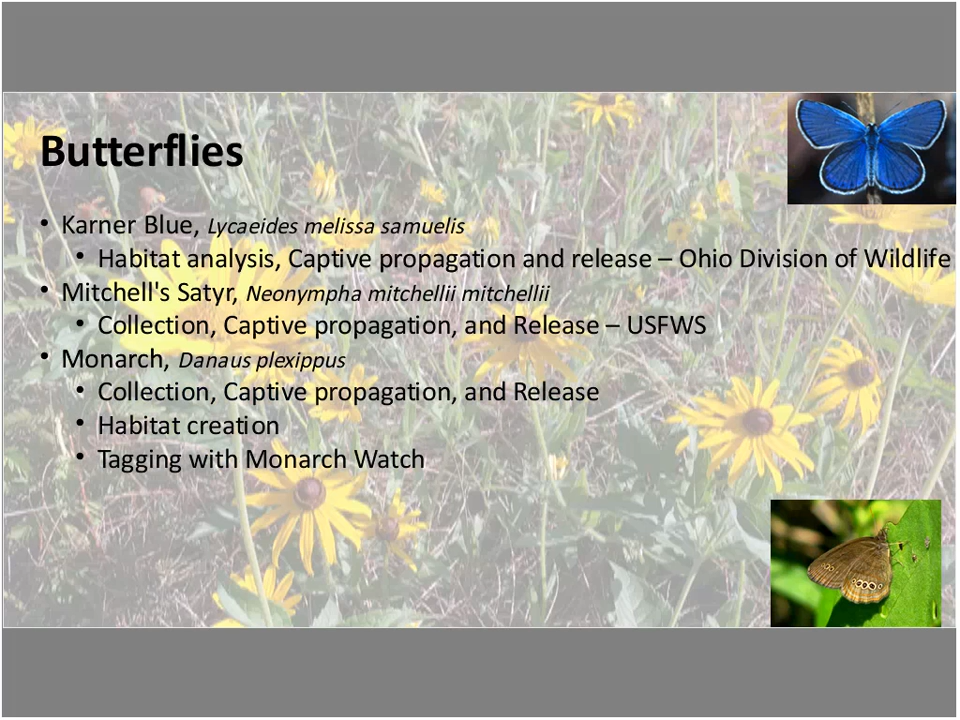 Butterflies
• Karner Blue, Lycaeides melissa samuelis
• Habitat analysis, Captive propagation and release – Ohio Division of Wildlife
• Mitchell's Satyr, Neonympha mitchellii mitchellii
• Collection, Captive propagation, and Release – USFWS
• Monarch, Danaus plexippus
• Collection, Captive propagation, and Release
• Habitat creation
• Tagging with Monarch Watch